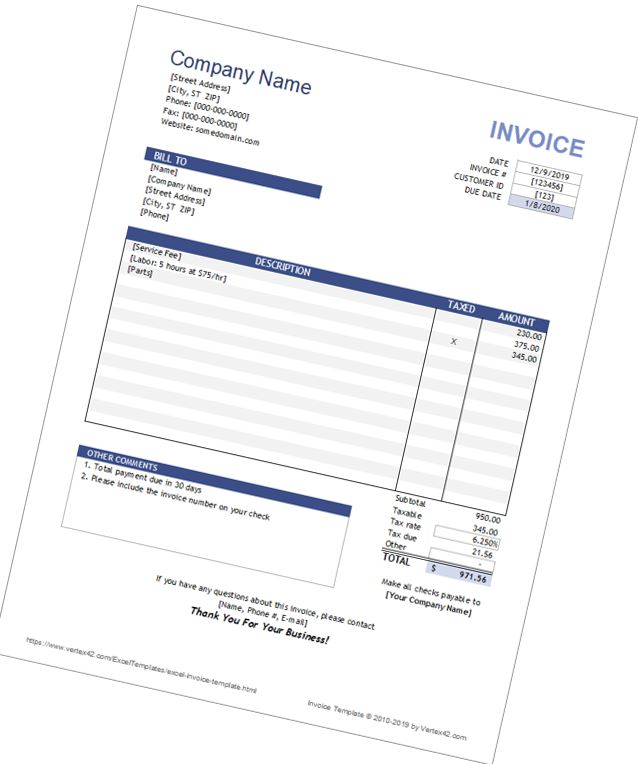 Company Name
[Street Address]
[City, ST ZIP]
Phone: [000-000-0000]
Fax: [000-000-0000]
Website: somedomain.com
INVOICE
DATE 12/9/2019
INVOICE # [123456]
CUSTOMER ID [123]
DUE DATE 1/8/2020
BILL TO
[Name]
[Company Name]
[Street Address]
[City, ST ZIP]
[Phone]
DESCRIPTION TAXED AMOUNT
[Service Fee] 230.00
[Labor: 5 hours at $75/hr] 375.00
[Parts] X 345.00
Subtotal 950.00
Taxable 345.00
Tax rate 6.250%
Tax due 21.56
Other -
TOTAL $ 971.56
OTHER COMMENTS
1. Total payment due in 30 days
2. Please include the invoice number on your check
Make all checks payable to
[Your Company Name]
If you have any questions about this invoice, please contact
[Name, Phone #, E-mail]
Thank You For Your Business!
https://www.vertex42.com/ExcelTemplates/excel-invoice-template.html
Invoice Template © 2010-2019 by Vertex42.com